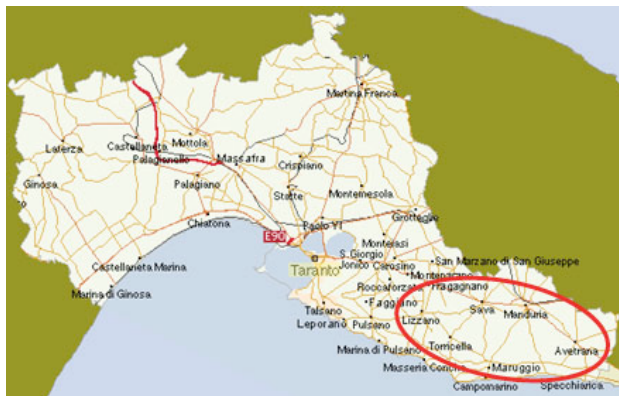 Martina Franca
Laterza
Castellaneta
Mottola
Palagianello
Massafra
Crispiano
Ginosa
Palagiano
Statte
Montemesola
Chiatona
Paolo VI
Grottaglie
E90
Monteiasi
Castellaneta Marina
Taranto
S.Giorgio
Jonico
Carosino
San Marzano di San Giuseppe
Monteparano
Marina di Ginosa
Roccaforzata
Fragagnano
Talsano
Faggiano
Sava
Manduria
Leporano
Pulsano
Lizzano
Torricella
Avetrana
Marina di Pulsano
Masseria Concha
Maruggio
Campomarino
Specchiarica